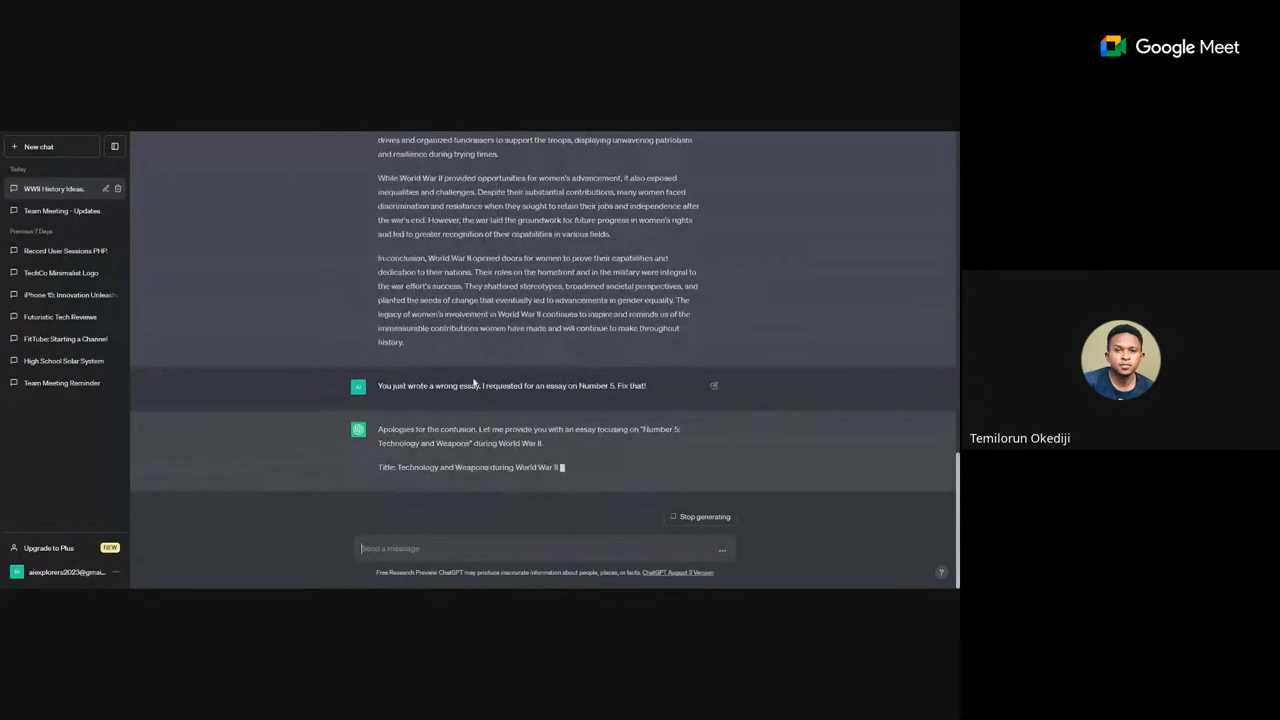 Google Meet
New chat
Today
WWII History Ideas.
Team Meeting - Updates
Previous 7 Days
Record User Sessions PHP.
TechCo Minimalist Logo
iPhone 15: Innovation Unleash
Futuristic Tech Reviews
FitTube: Starting a Channel
High School Solar System
Team Meeting Reminder
Upgrade to Plus
NEW
aiexplorers2023@gmai...
drives and organized fundraisers to support the troops, displaying unwavering patriotism
and resilience during trying times.
While World War II provided opportunities for women's advancement, it also exposed
inequalities and challenges. Despite their substantial contributions, many women faced
discrimination and resistance when they sought to retain their jobs and independence after
the war's end. However, the war laid the groundwork for future progress in women's rights
and led to greater recognition of their capabilities in various fields.
In conclusion, World War II opened doors for women to prove their capabilities and
dedication to their nations. Their roles on the homefront and in the military were integral to
the war effort's success. They shattered stereotypes, broadened societal perspectives, and
planted the seeds of change that eventually led to advancements in gender equality. The
legacy of women's involvement in World War II continues to inspire and reminds us of the
immeasurable contributions women have made and will continue to make throughout
history.
AI
You just wrote a wrong essay. I requested for an essay on Number 5. Fix that!
Apologies for the confusion. Let me provide you with an essay focusing on "Number 5:
Technology and Weapons" during World War II.
Title: Technology and Weapons during World War II
Stop generating
Send a message
Free Research Preview. ChatGPT may produce inaccurate information about people, places, or facts. ChatGPT August 3 Version
?
Temilorun Okediji